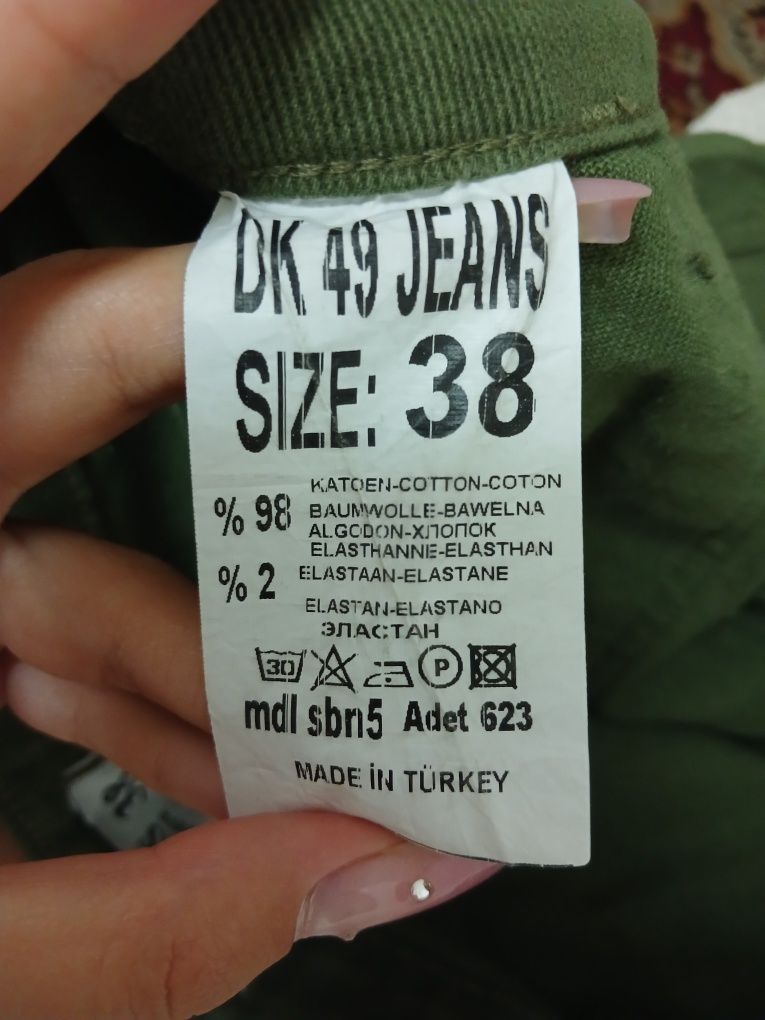 DK 49 JEANS
SIZE: 38
KATOEN-COTTON-COTON
% 98 BAUMWOLLE-BAWELNA
ALGODON-ХЛОПОК
ELASTHANNE-ELASTHAN
% 2 ELASTAAN-ELASTANE
ELASTAN-ELASTANO
ЭЛАСТАН
30 P
mdl sbn5 Adet 623
MADE İN TÜRKEY
38